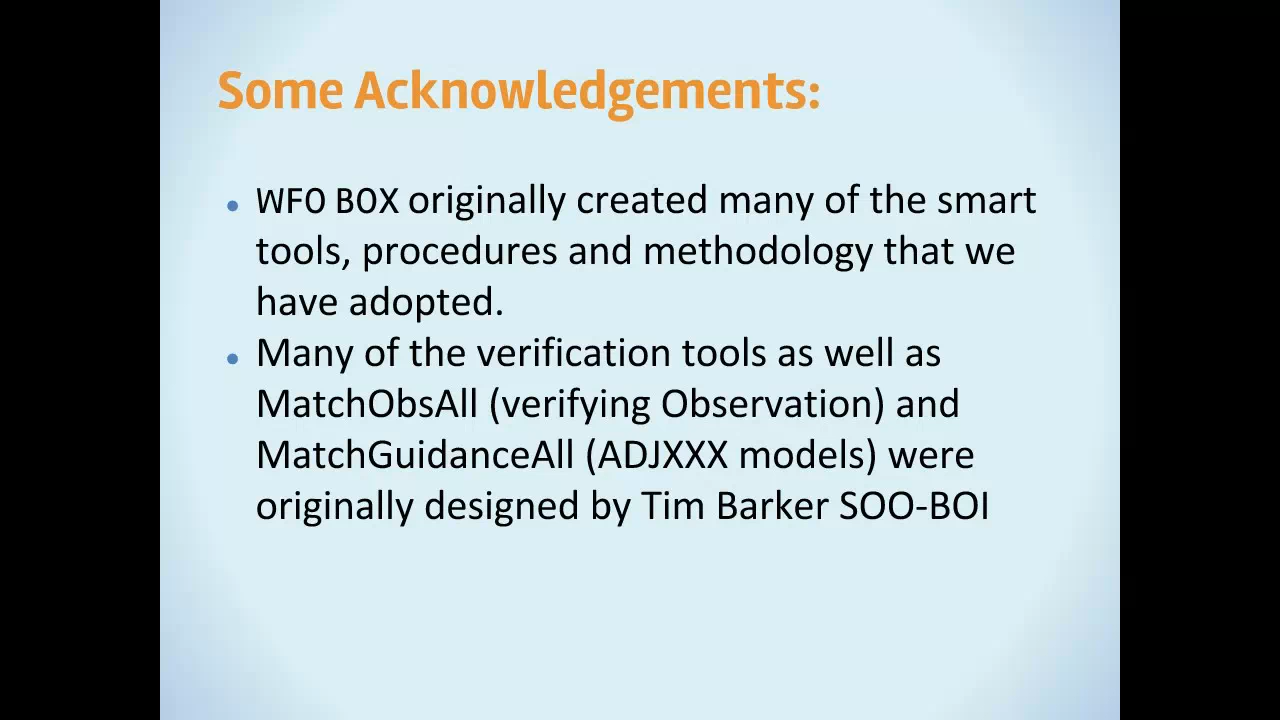 Some Acknowledgements:
• WFO BOX originally created many of the smart
tools, procedures and methodology that we
have adopted.
• Many of the verification tools as well as
MatchObsAll (verifying Observation) and
MatchGuidanceAll (ADJXXX models) were
originally designed by Tim Barker SOO-BOI